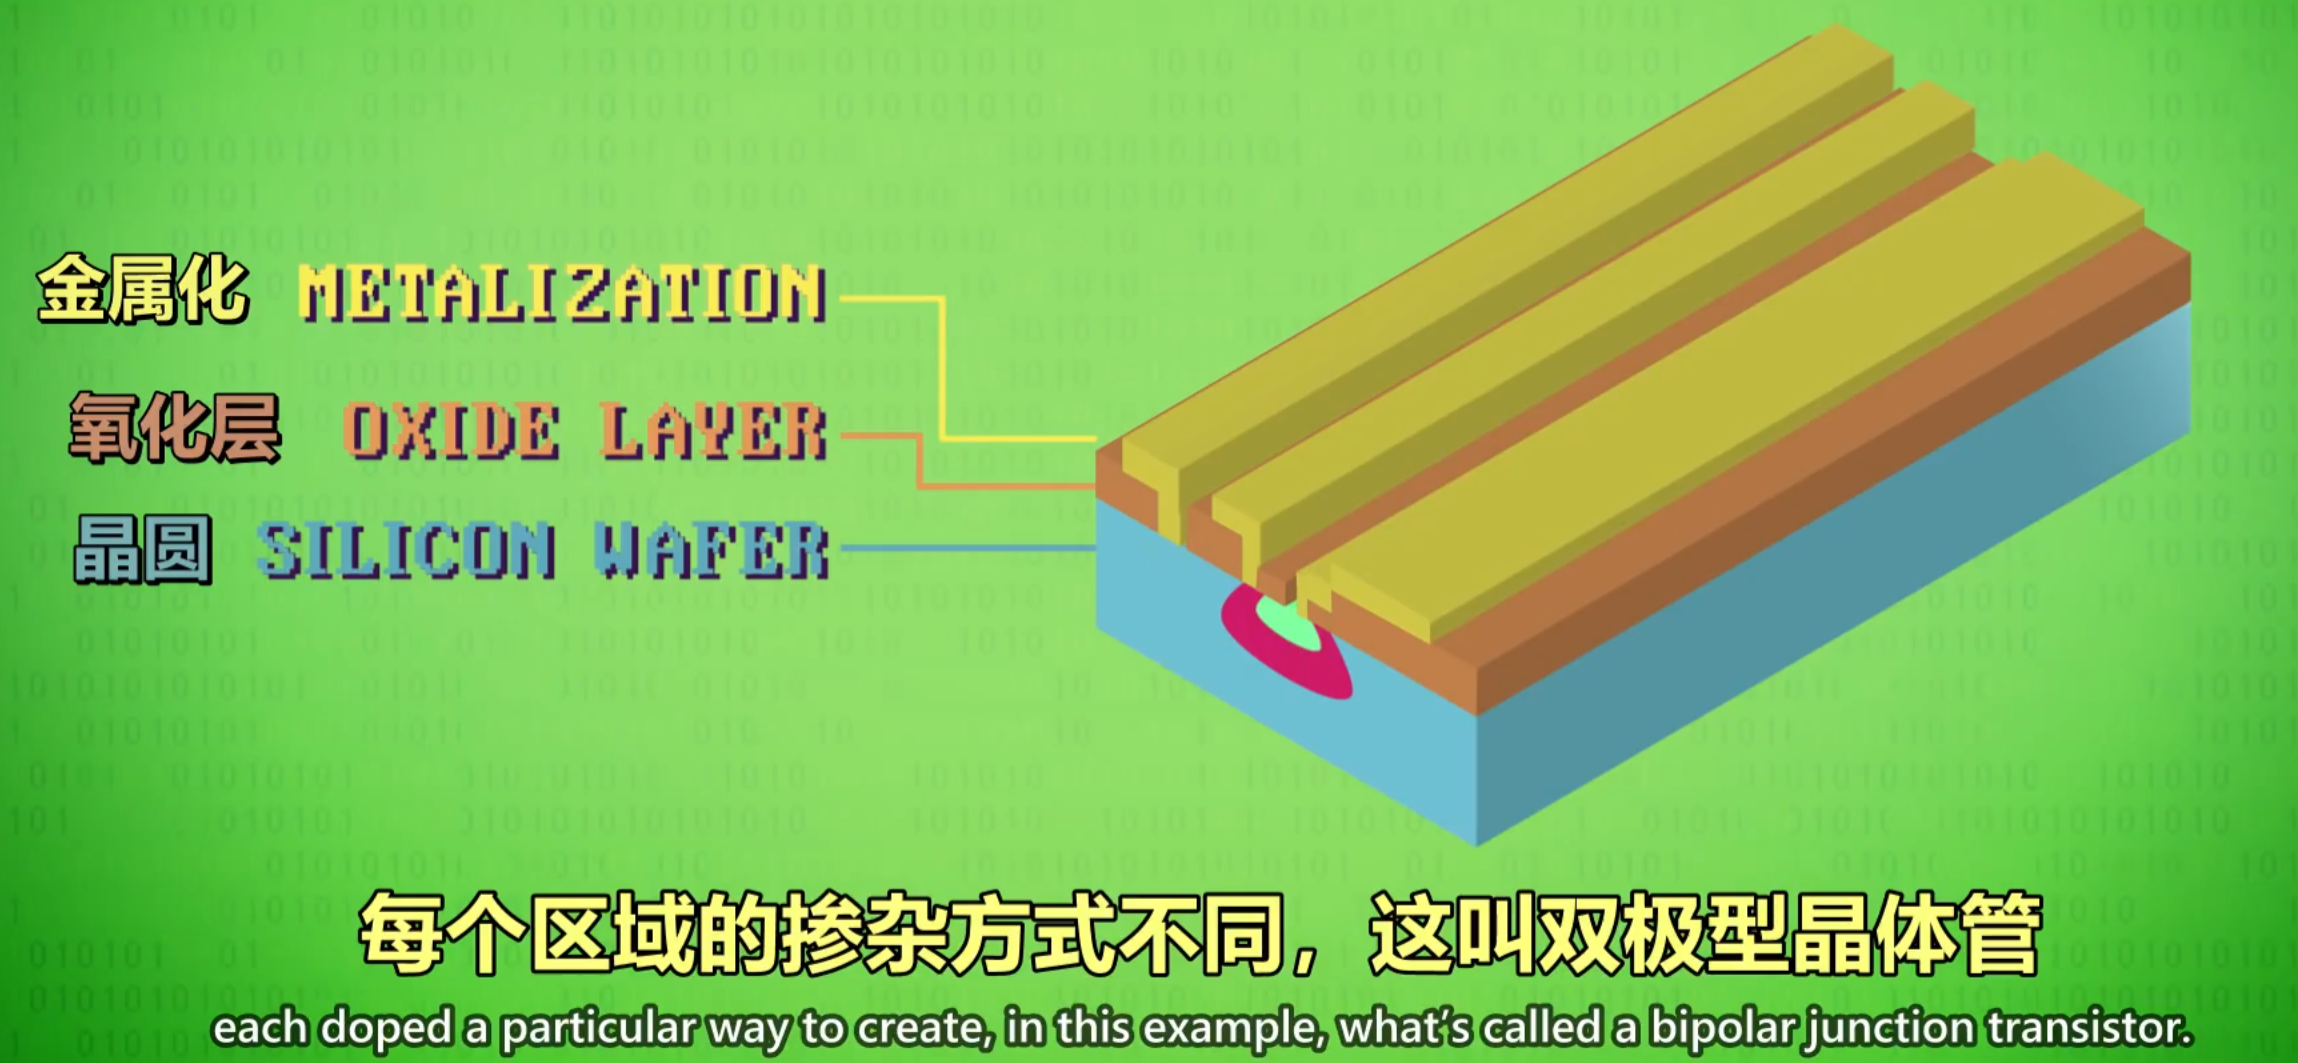 金属化 METALIZATION
氧化层 OXIDE LAYER
晶圆 SILICON WAFER
每个区域的掺杂方式不同，这叫双极型晶体管
each doped a particular way to create, in this example, what's called a bipolar junction transistor.